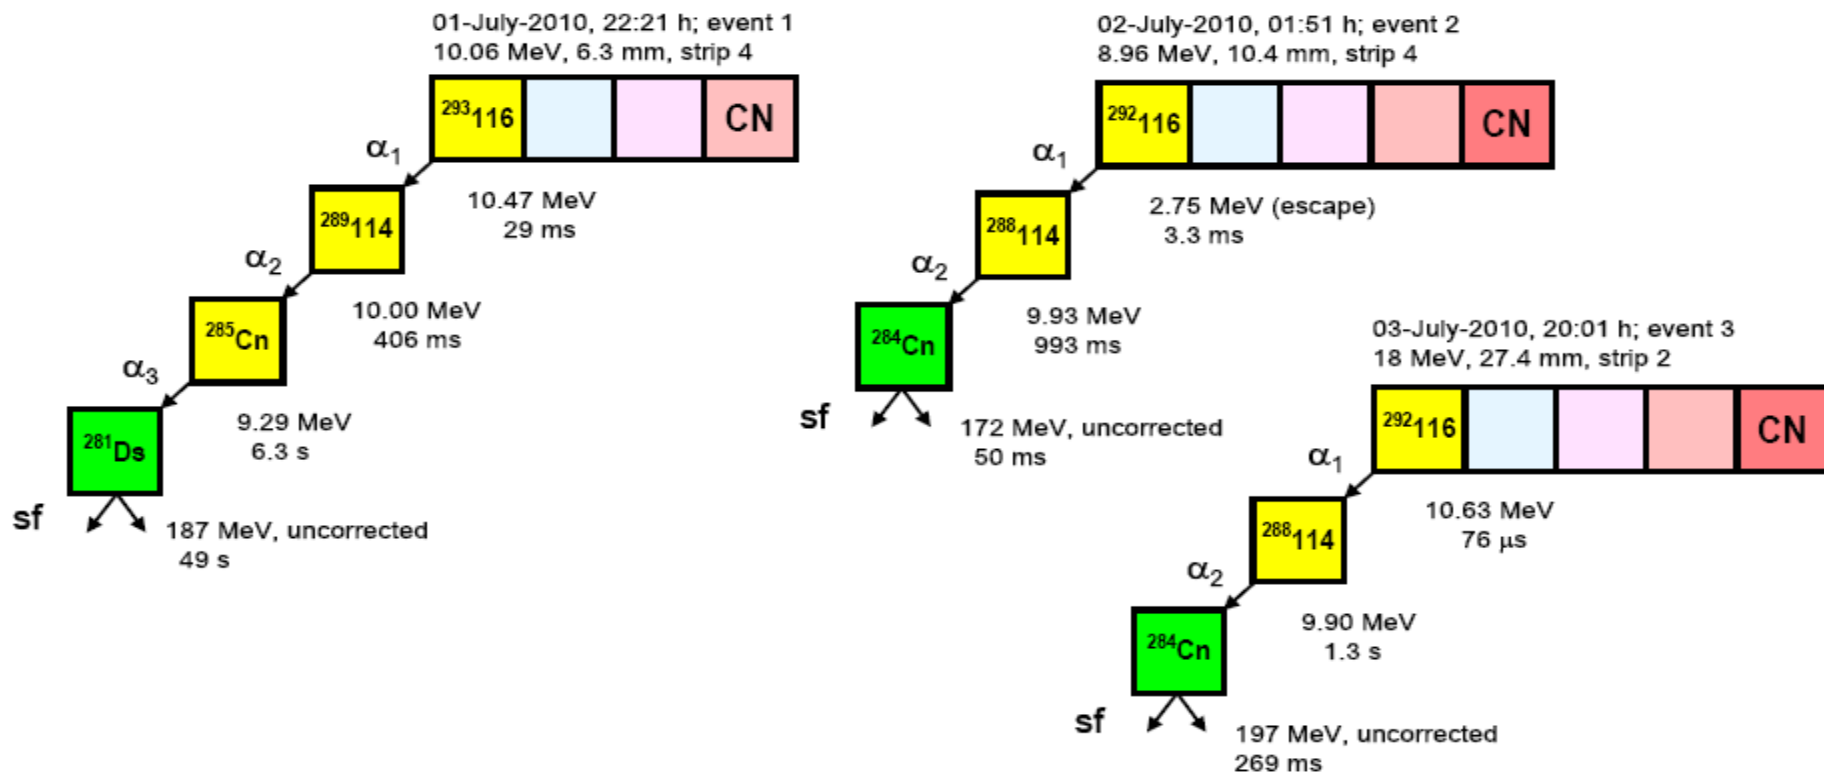 01-July-2010, 22:21 h; event 1
10.06 MeV, 6.3 mm, strip 4
²⁹³116
CN
α₁
10.47 MeV
29 ms
²⁸⁹114
α₂
10.00 MeV
406 ms
²⁸⁵Cn
α₃
9.29 MeV
6.3 s
²⁸¹Ds
sf
187 MeV, uncorrected
49 s
02-July-2010, 01:51 h; event 2
8.96 MeV, 10.4 mm, strip 4
²⁹²116
CN
α₁
2.75 MeV (escape)
3.3 ms
²⁸⁸114
α₂
9.93 MeV
993 ms
²⁸⁴Cn
sf
172 MeV, uncorrected
50 ms
03-July-2010, 20:01 h; event 3
18 MeV, 27.4 mm, strip 2
²⁹²116
CN
α₁
10.63 MeV
76 μs
²⁸⁸114
α₂
9.90 MeV
1.3 s
²⁸⁴Cn
sf
197 MeV, uncorrected
269 ms